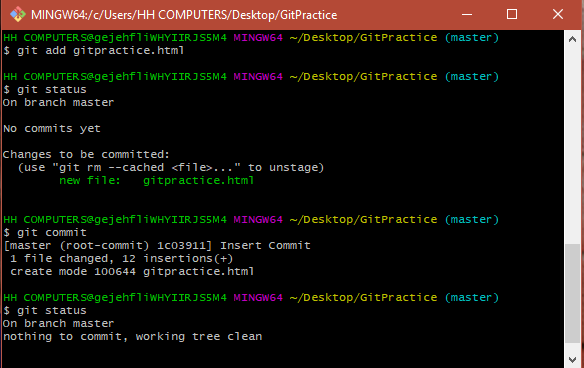 MINGW64:/c/Users/HH COMPUTERS/Desktop/GitPractice
HH COMPUTERS@gejehfliWHYIIRJS5M4 MINGW64 ~/Desktop/GitPractice (master)
$ git add gitpractice.html
HH COMPUTERS@gejehfliWHYIIRJS5M4 MINGW64 ~/Desktop/GitPractice (master)
$ git status
On branch master
No commits yet
Changes to be committed:
  (use "git rm --cached <file>..." to unstage)
        new file:   gitpractice.html
HH COMPUTERS@gejehfliWHYIIRJS5M4 MINGW64 ~/Desktop/GitPractice (master)
$ git commit
[master (root-commit) 1c03911] Insert Commit
 1 file changed, 12 insertions(+)
 create mode 100644 gitpractice.html
HH COMPUTERS@gejehfliWHYIIRJS5M4 MINGW64 ~/Desktop/GitPractice (master)
$ git status
On branch master
nothing to commit, working tree clean